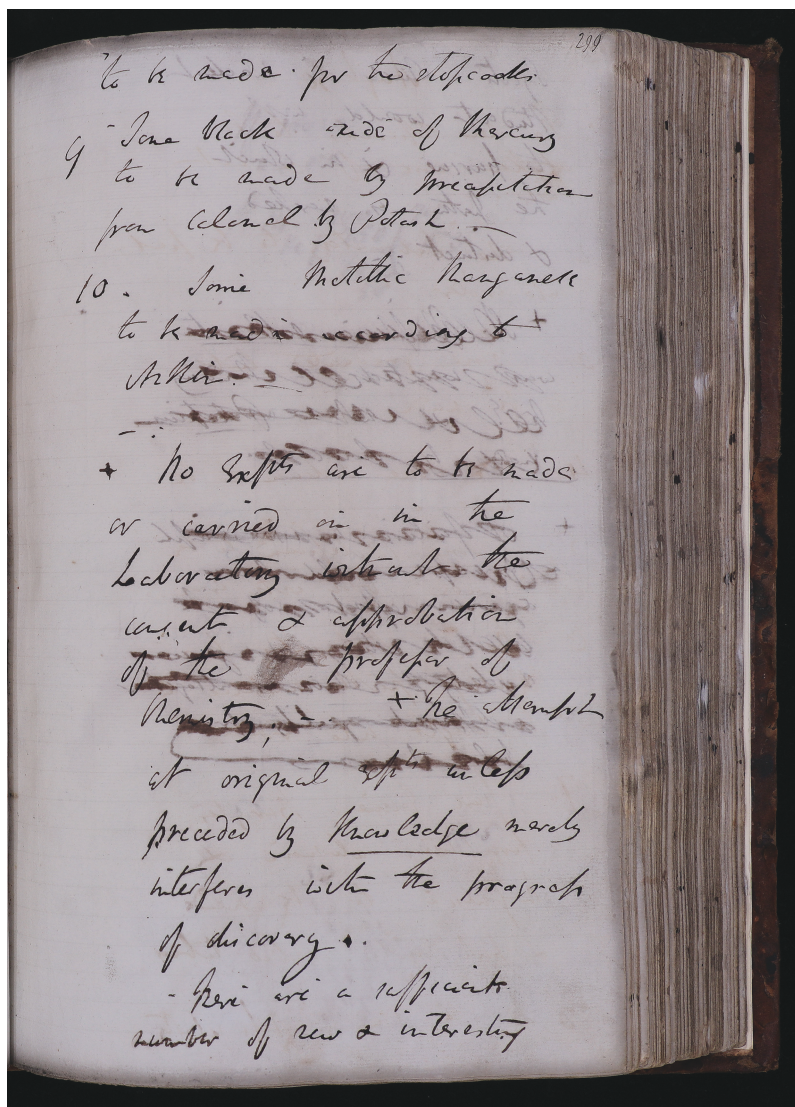 299
to be made for the stopcocks.
9 Some black oxide of Mercury
to be made by precipitation
from Calomel by Potash. —
10. Some Metallic Manganese
to be made according to
—.
+ No Expts are to be made
or carried on in the
Laboratory without the
consent & approbation
of the professor of
Chemistry. –. + The attempt
at original expts unless
preceded by Knowledge merely
interferes with the progress
of discovery.
- There are a sufficient
number of new & interesting